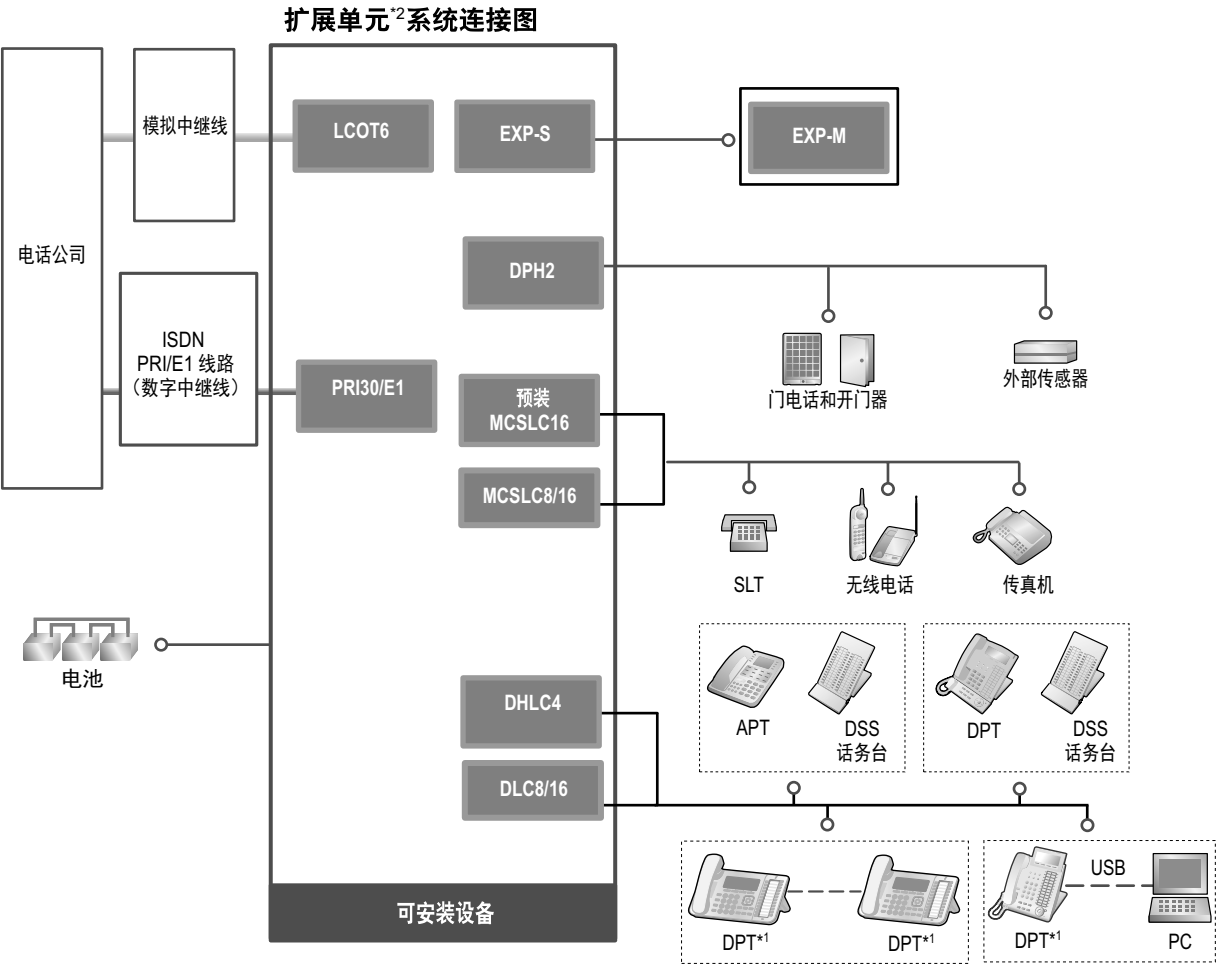 扩展单元*2系统连接图
电话公司
模拟中继线
LCOT6
EXP-S
EXP-M
DPH2
门电话和开门器
外部传感器
ISDN
PRI/E1 线路
（数字中继线）
PRI30/E1
预装
MCSLC16
MCSLC8/16
SLT
无线电话
传真机
电池
DHLC4
DLC8/16
APT
DSS
话务台
DPT
DSS
话务台
DPT*1
DPT*1
DPT*1
USB
PC
可安装设备